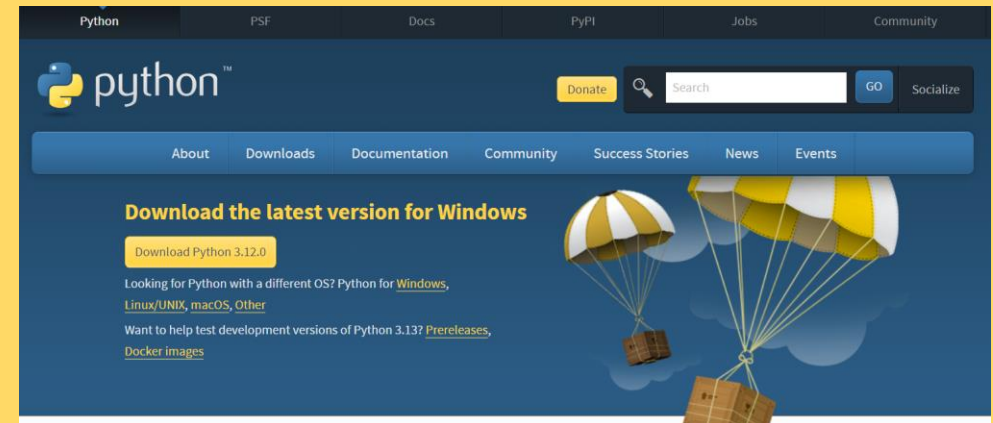 Python PSF Docs PyPI Jobs Community
python™
Donate Search GO Socialize
About Downloads Documentation Community Success Stories News Events
Download the latest version for Windows
Download Python 3.12.0
Looking for Python with a different OS? Python for Windows,
Linux/UNIX, macOS, Other
Want to help test development versions of Python 3.13? Prereleases,
Docker images